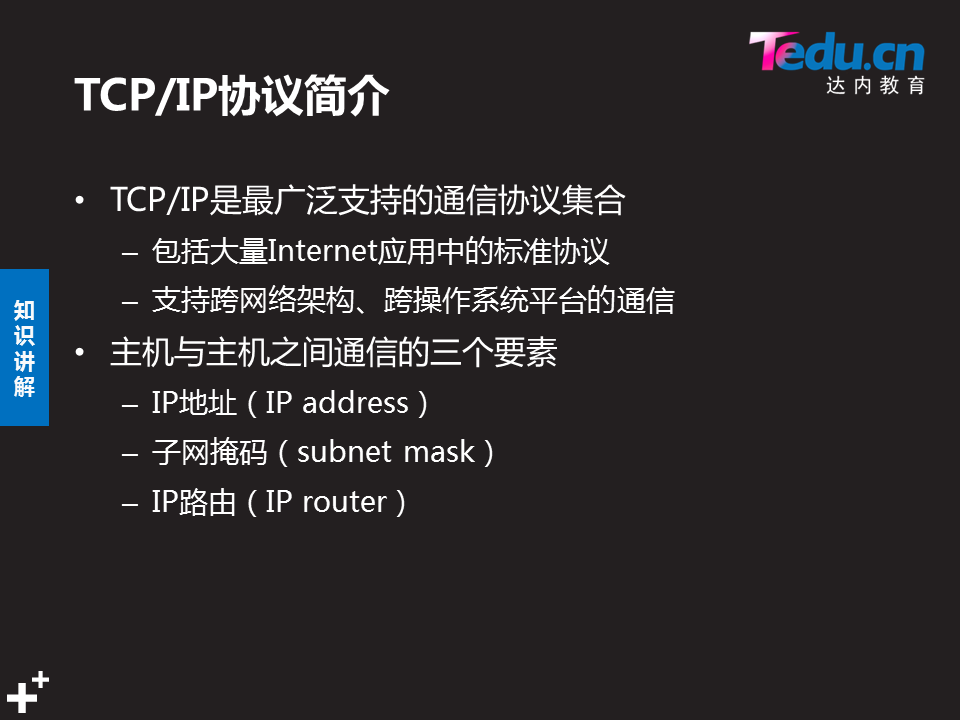 Tedu.cn
达内教育
TCP/IP协议简介
• TCP/IP是最广泛支持的通信协议集合
– 包括大量Internet应用中的标准协议
– 支持跨网络架构、跨操作系统平台的通信
• 主机与主机之间通信的三个要素
– IP地址（IP address）
– 子网掩码（subnet mask）
– IP路由（IP router）
知识讲解